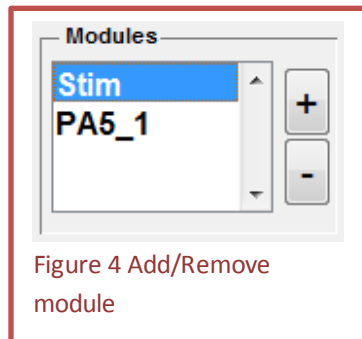 Modules
Stim
PA5_1
+
-
Figure 4 Add/Remove
module